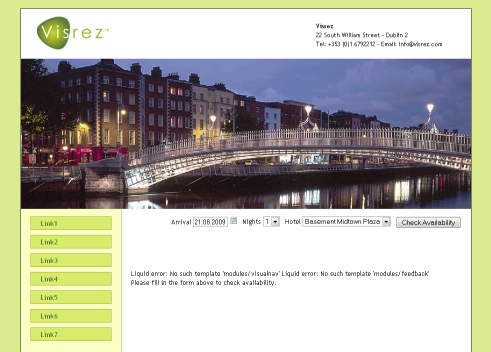 Visrez™
Visrez
22 South William Street - Dublin 2
Tel: +353 (0)1 6792212 - Email: info@visrez.com
Arrival 21.08.2009 Nights 1 Hotel Basement Midtown Plaza Check Availability
Link1
Link2
Link3
Link4
Link5
Link6
Link7
Liquid error: No such template 'modules/visualnav' Liquid error: No such template 'modules/feedback'
Please fill in the form above to check availability.